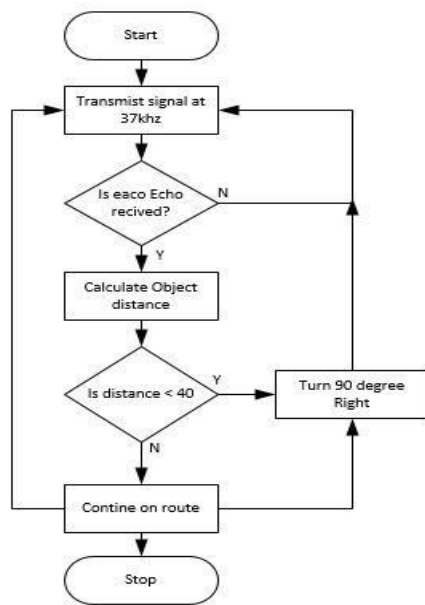 Start
Transmist signal at
37khz
Is eaco Echo
recived?
N
Y
Calculate Object
distance
Is distance < 40
Y
Turn 90 degree
Right
N
Contine on route
Stop